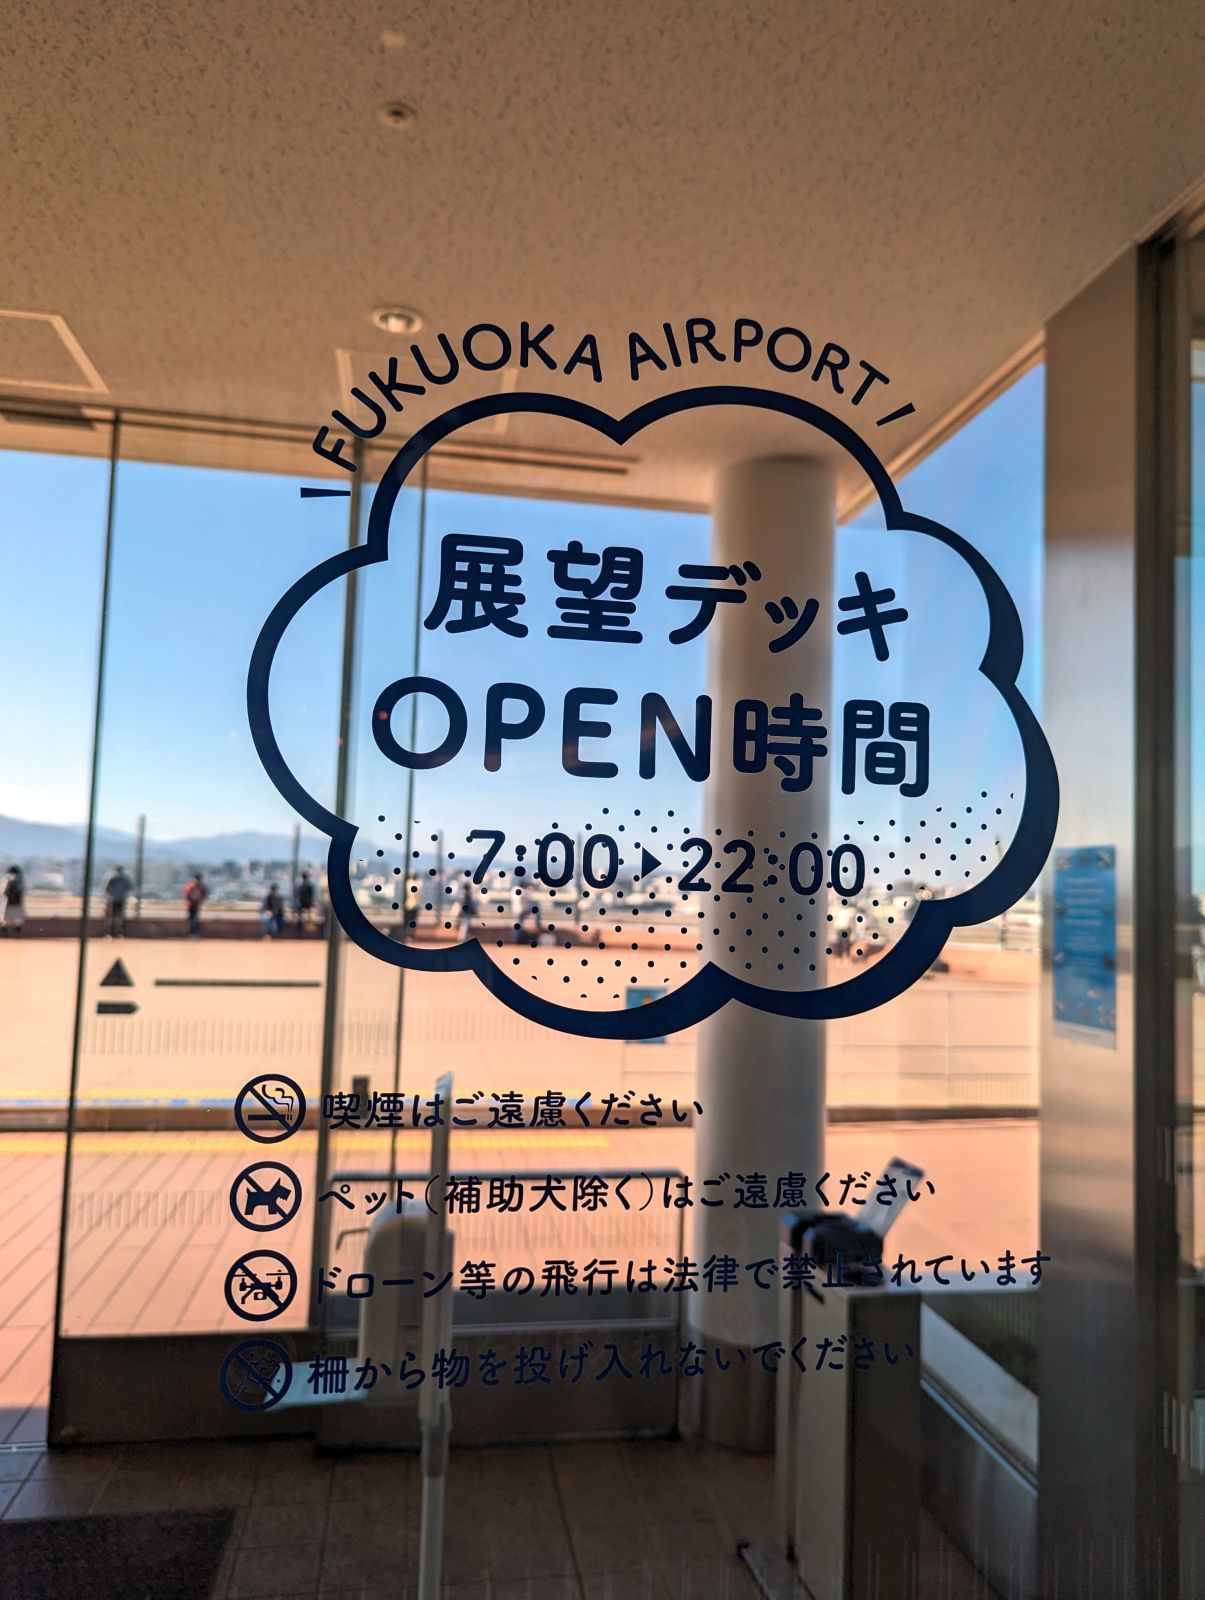 FUKUOKA AIRPORT
展望デッキ
OPEN時間
7:00▶22:00
喫煙はご遠慮ください
ペット(補助犬除く)はご遠慮ください
ドローン等の飛行は法律で禁止されています
柵から物を投げ入れないでください